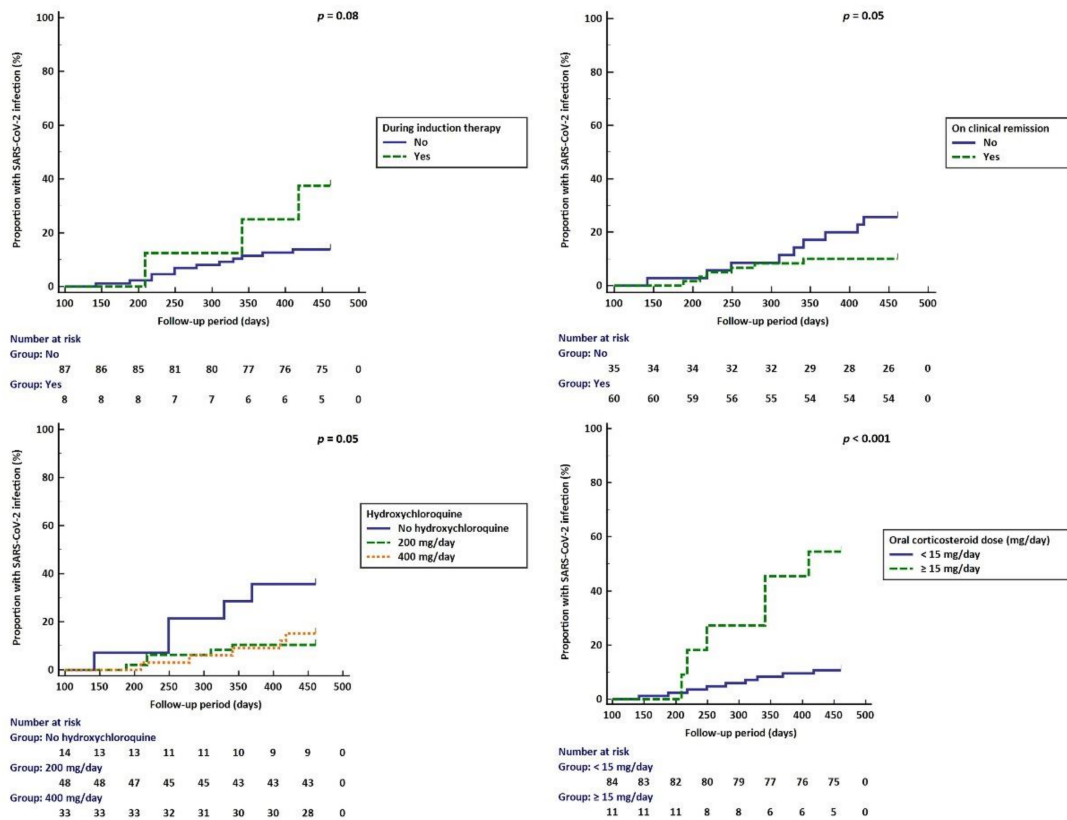 p = 0.08
Proportion with SARS-CoV-2 infection (%)
100
80
60
40
20
0
100 150 200 250 300 350 400 450 500
Follow-up period (days)
During induction therapy
No
Yes
Number at risk
Group: No
87 86 85 81 80 77 76 75 0
Group: Yes
8 8 8 7 7 6 6 5 0
p = 0.05
Proportion with SARS-CoV-2 infection (%)
100
80
60
40
20
0
100 150 200 250 300 350 400 450 500
Follow-up period (days)
On clinical remission
No
Yes
Number at risk
Group: No
35 34 34 32 32 29 28 26 0
Group: Yes
60 60 59 56 55 54 54 54 0
p = 0.05
Proportion with SARS-CoV-2 infection (%)
100
80
60
40
20
0
100 150 200 250 300 350 400 450 500
Follow-up period (days)
Hydroxychloroquine
No hydroxychloroquine
200 mg/day
400 mg/day
Number at risk
Group: No hydroxychloroquine
14 13 13 11 11 10 9 9 0
Group: 200 mg/day
48 48 47 45 45 43 43 43 0
Group: 400 mg/day
33 33 33 32 31 30 30 28 0
p < 0.001
Proportion with SARS-CoV-2 infection (%)
100
80
60
40
20
0
100 150 200 250 300 350 400 450 500
Follow-up period (days)
Oral corticosteroid dose (mg/day)
< 15 mg/day
≥ 15 mg/day
Number at risk
Group: < 15 mg/day
84 83 82 80 79 77 76 75 0
Group: ≥ 15 mg/day
11 11 11 8 8 6 6 5 0